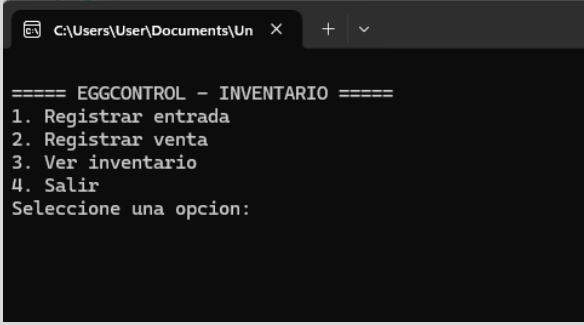 C:\Users\User\Documents\Un
===== EGGCONTROL - INVENTARIO =====
1. Registrar entrada
2. Registrar venta
3. Ver inventario
4. Salir
Seleccione una opcion: